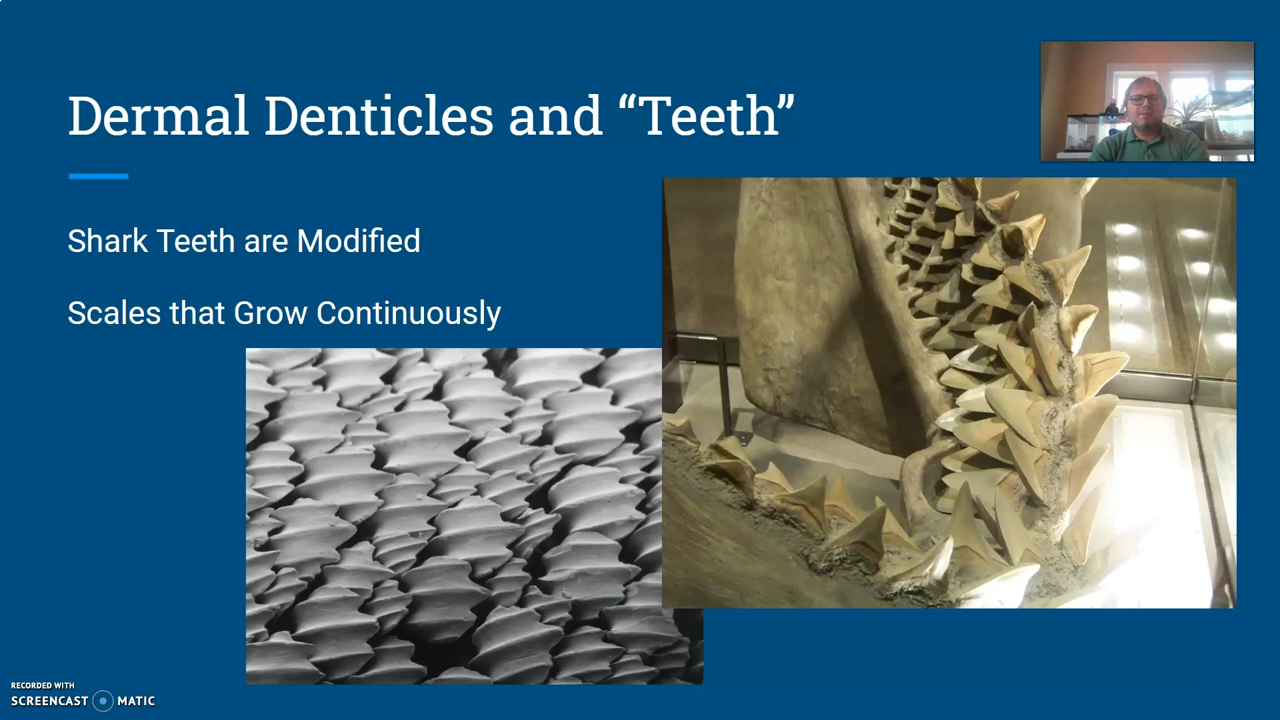 Dermal Denticles and “Teeth”
Shark Teeth are Modified
Scales that Grow Continuously
RECORDED WITH
SCREENCAST MATIC